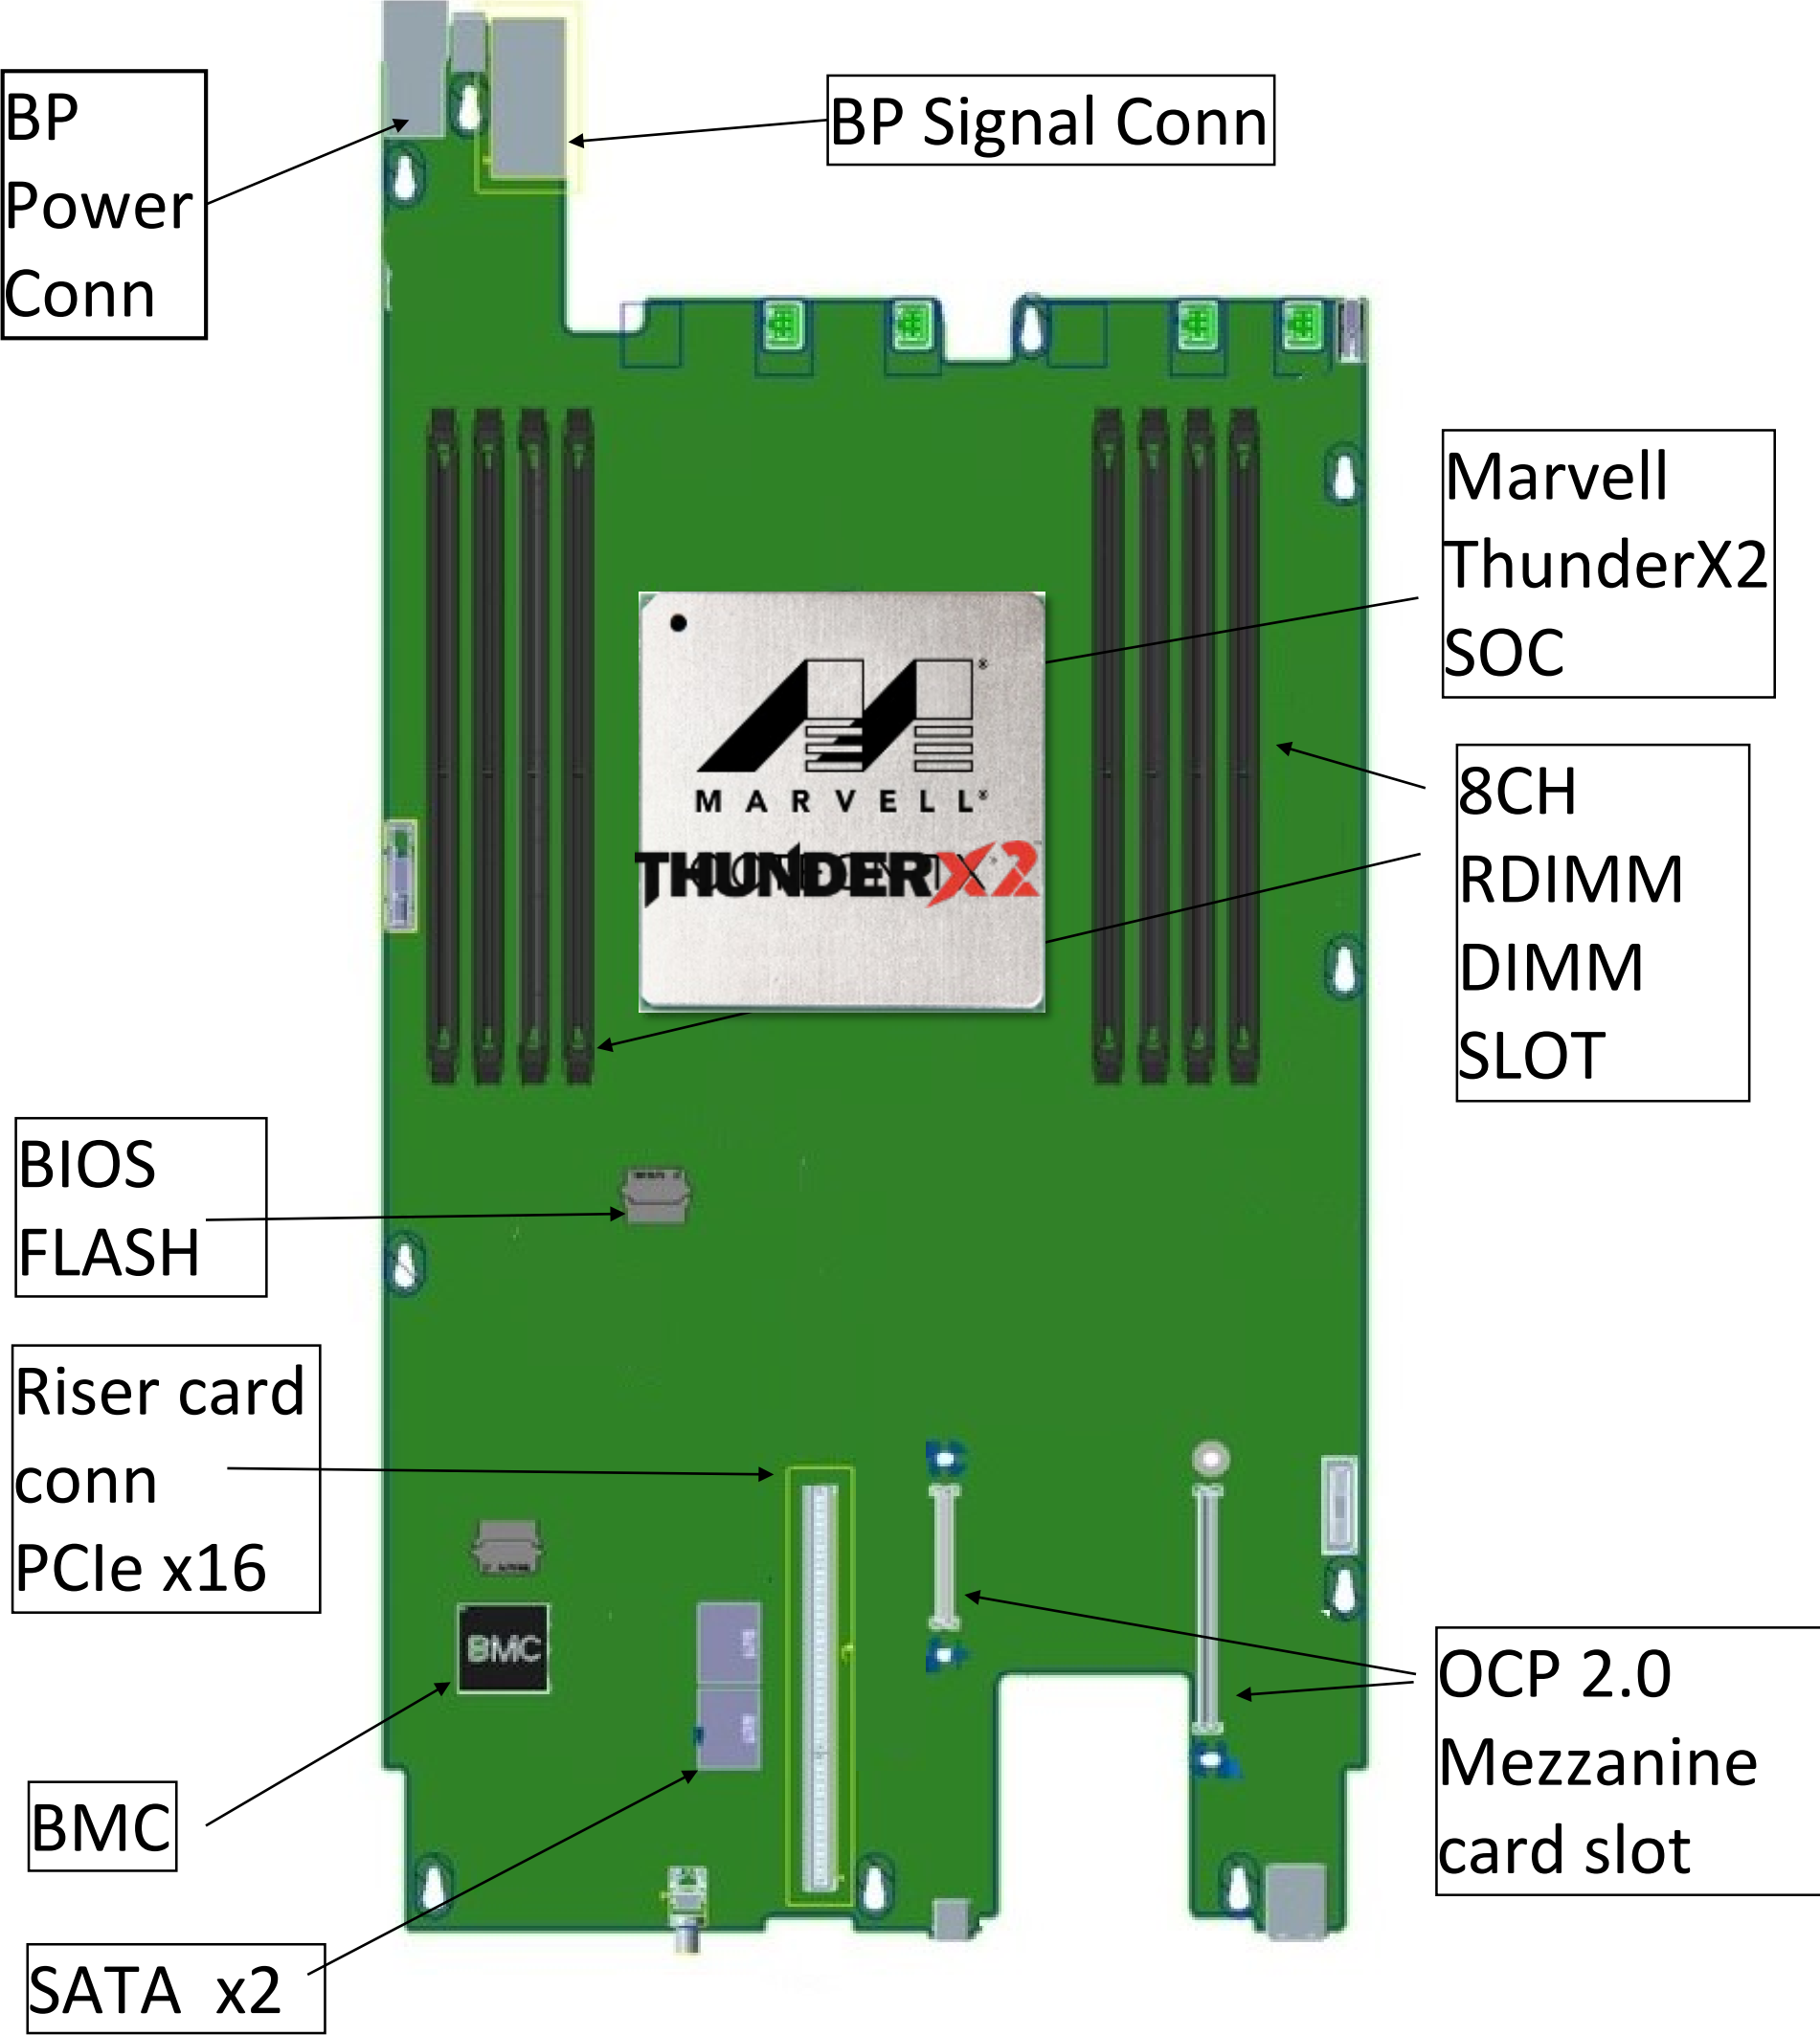 BP
Power
Conn
BP Signal Conn
Marvell
ThunderX2
SOC
MARVELL®
THUNDERX2
8CH
RDIMM
DIMM
SLOT
BIOS
FLASH
Riser card
conn
PCIe x16
BMC
OCP 2.0
Mezzanine
card slot
BMC
SATA x2